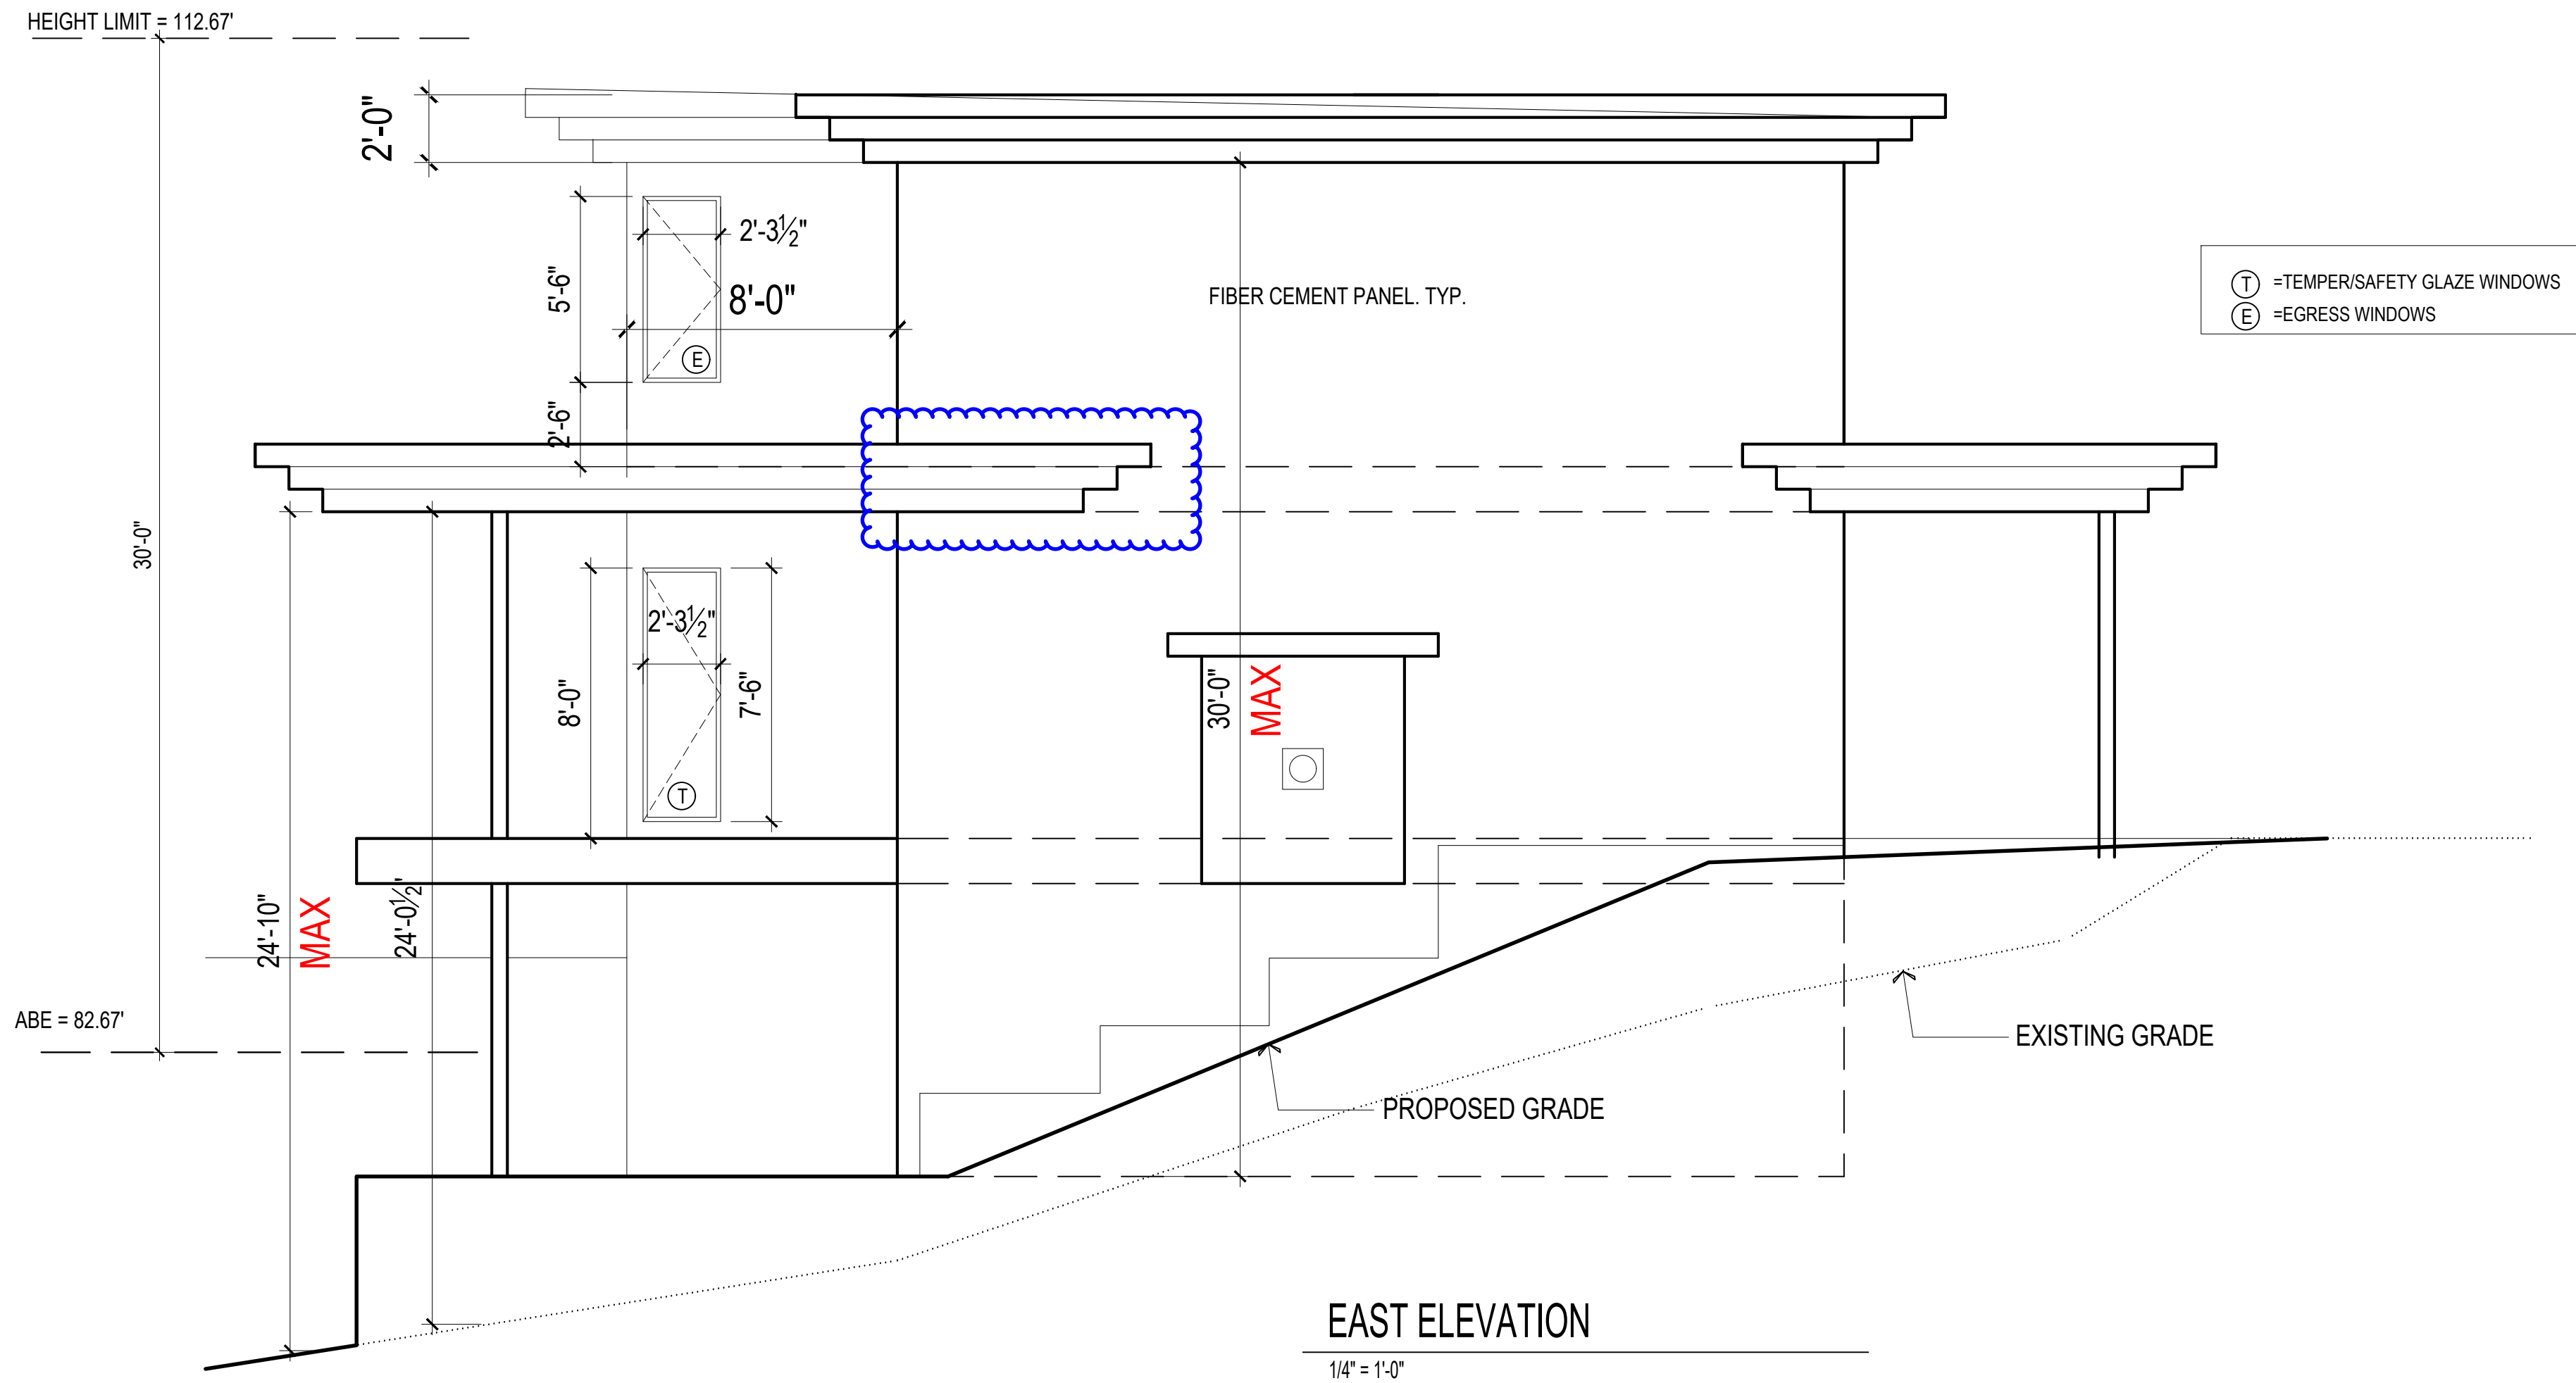 HEIGHT LIMIT = 112.67'
2'-0"
2'-3½"
5'-6"
8'-0"
FIBER CEMENT PANEL. TYP.
T =TEMPER/SAFETY GLAZE WINDOWS
E =EGRESS WINDOWS
E
2'-6"
30'-0"
2'-3½"
8'-0"
7'-6"
30'-0"
MAX
T
24'-10"
MAX
24'-0½"
ABE = 82.67'
EXISTING GRADE
PROPOSED GRADE
EAST ELEVATION
1/4" = 1'-0"